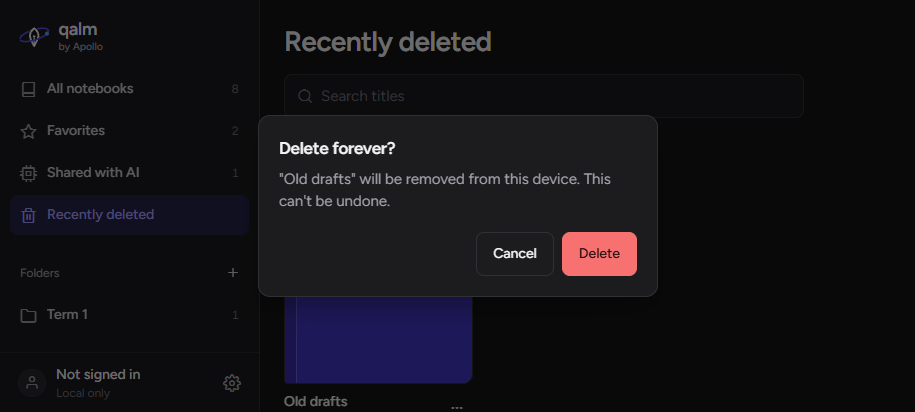 qalm
by Apollo
All notebooks 8
Favorites 2
Shared with AI 1
Recently deleted
Folders +
Term 1 1
Not signed in
Local only
Recently deleted
Search titles
Delete forever?
"Old drafts" will be removed from this device. This
can't be undone.
Cancel Delete
Old drafts ...